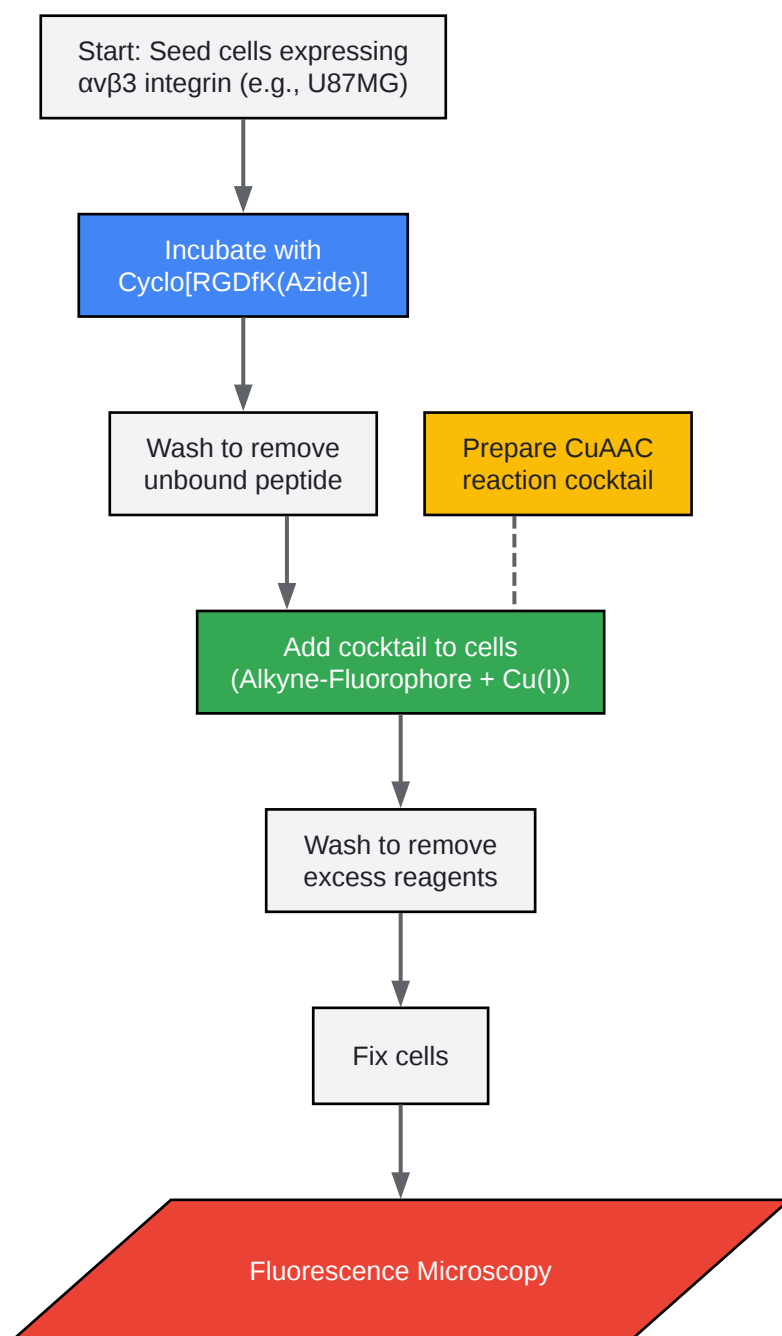 Start: Seed cells expressing
αvβ3 integrin (e.g., U87MG)
Incubate with
Cyclo[RGDfK(Azide)]
Wash to remove
unbound peptide
Prepare CuAAC
reaction cocktail
Add cocktail to cells
(Alkyne-Fluorophore + Cu(I))
Wash to remove
excess reagents
Fix cells
Fluorescence Microscopy